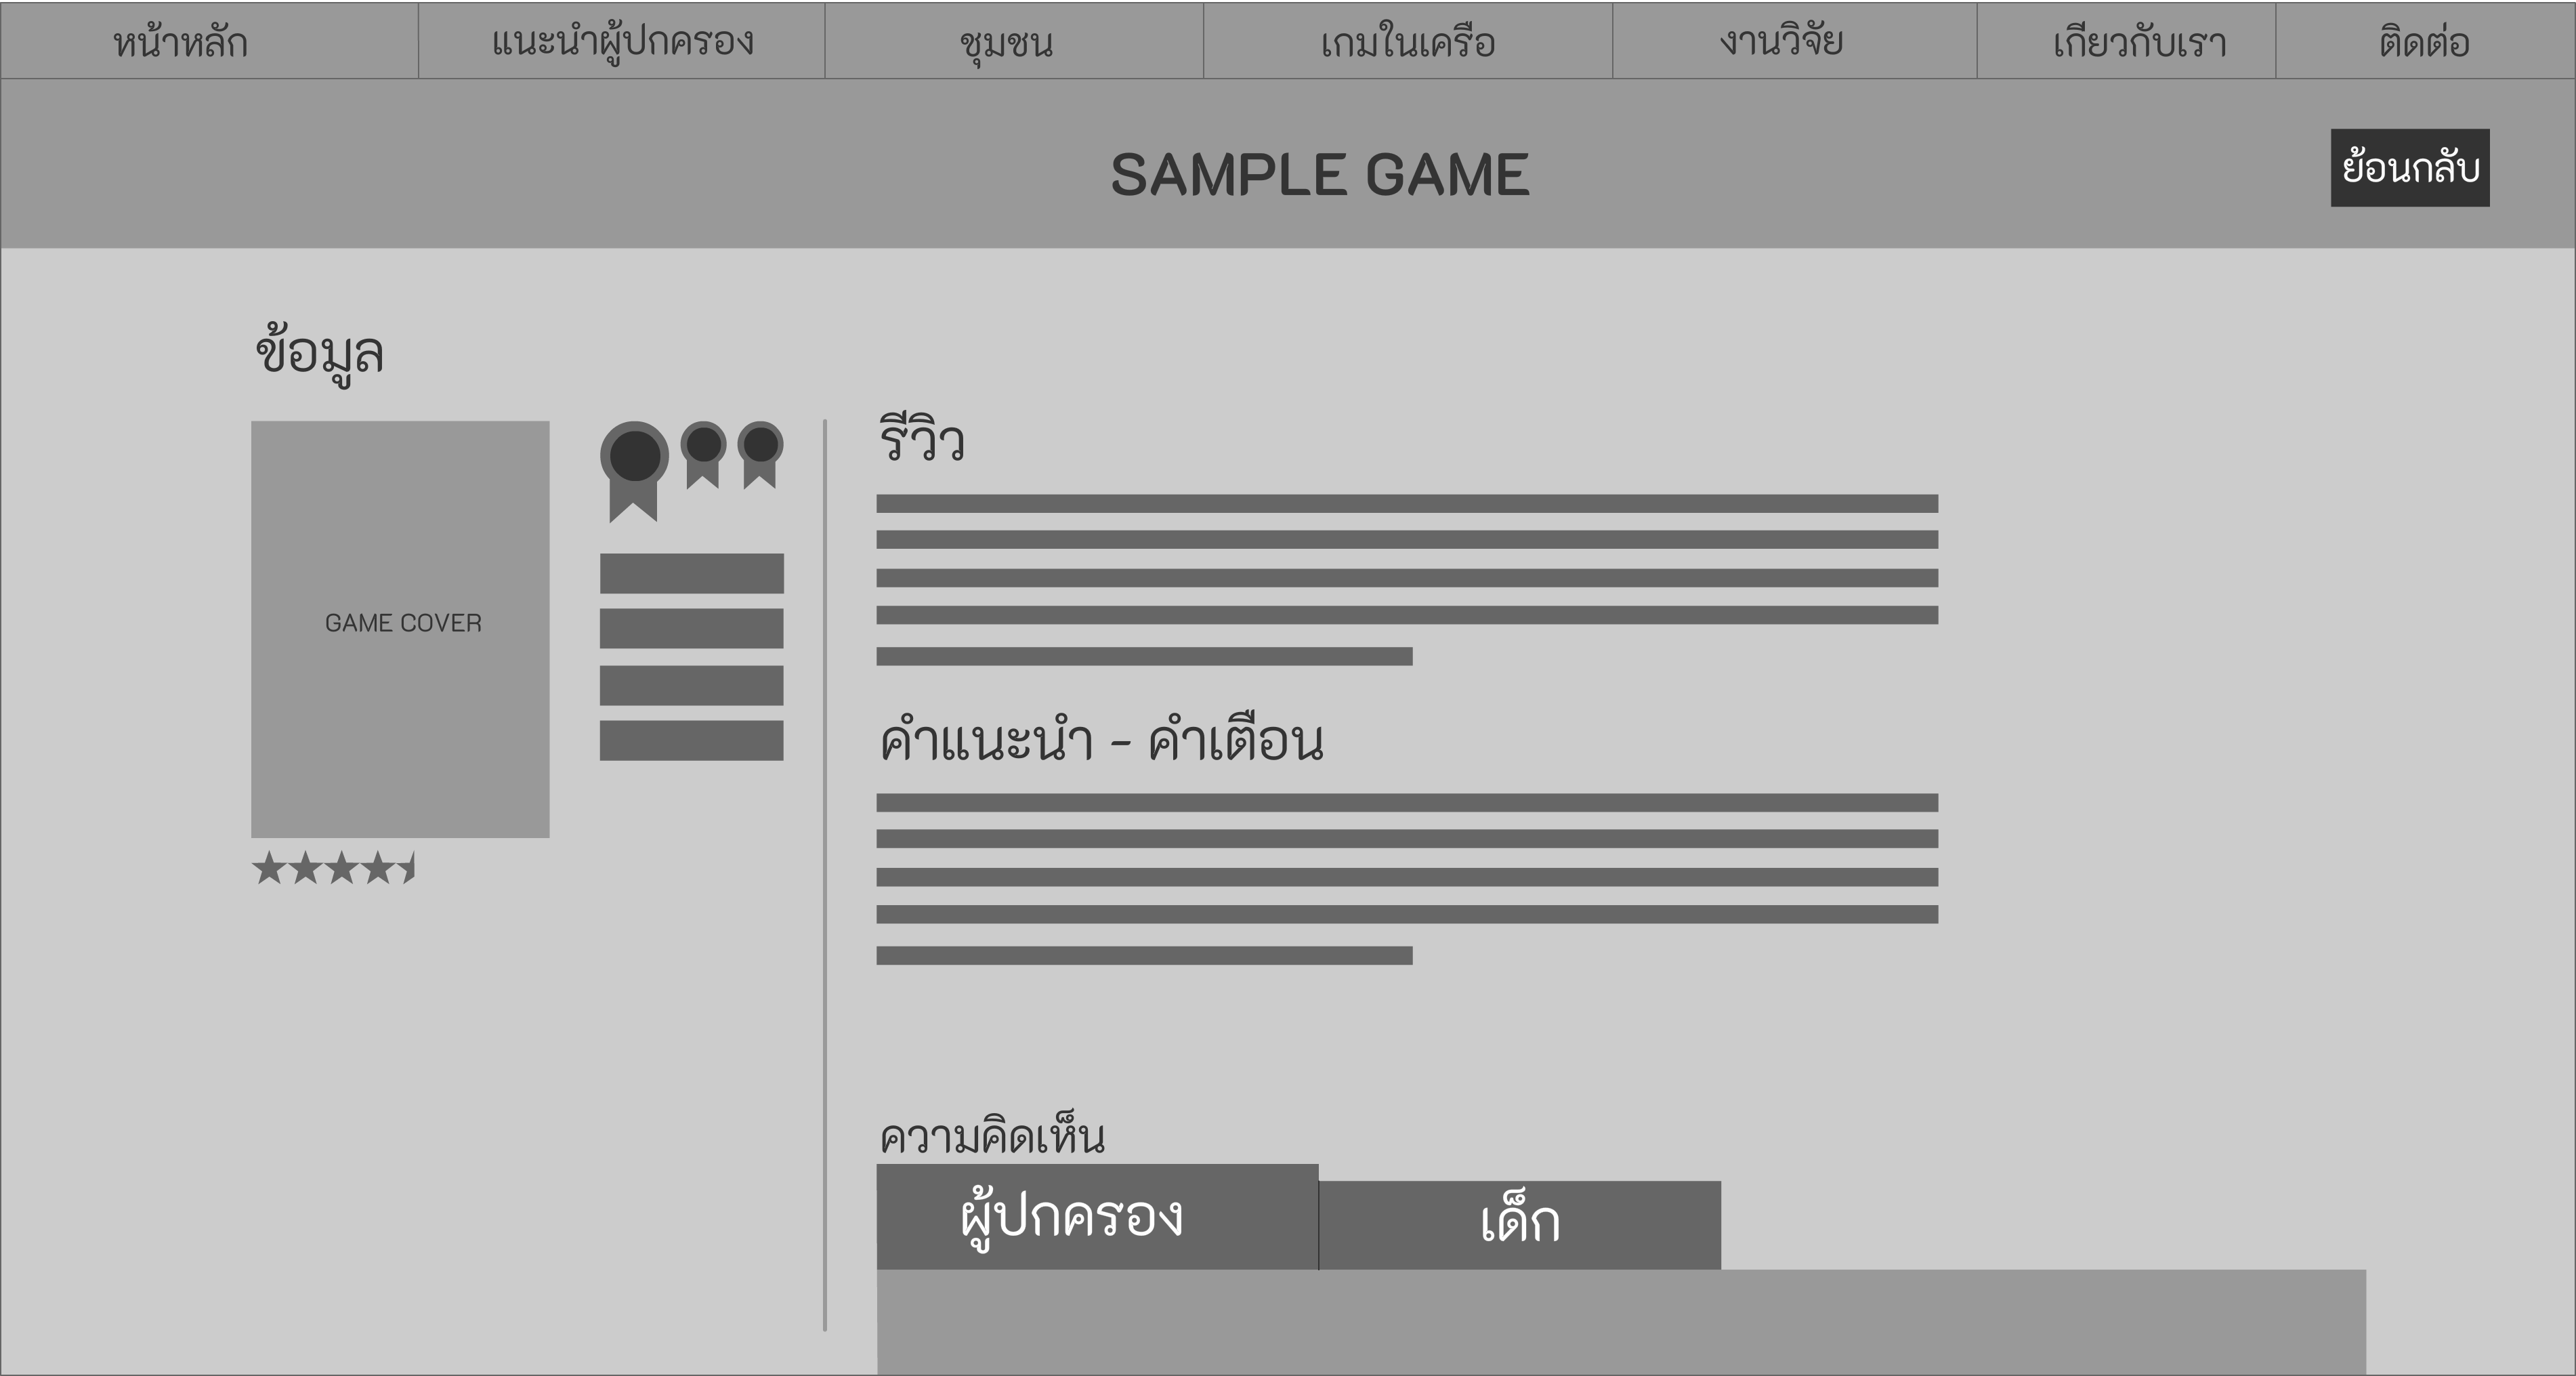 หน้าหลัก
แนะนำผู้ปกครอง
ชุมชน
เกมในเครือ
งานวิจัย
เกี่ยวกับเรา
ติดต่อ
SAMPLE GAME
ย้อนกลับ
ข้อมูล
GAME COVER
รีวิว
คำแนะนำ - คำเตือน
ความคิดเห็น
ผู้ปกครอง
เด็ก